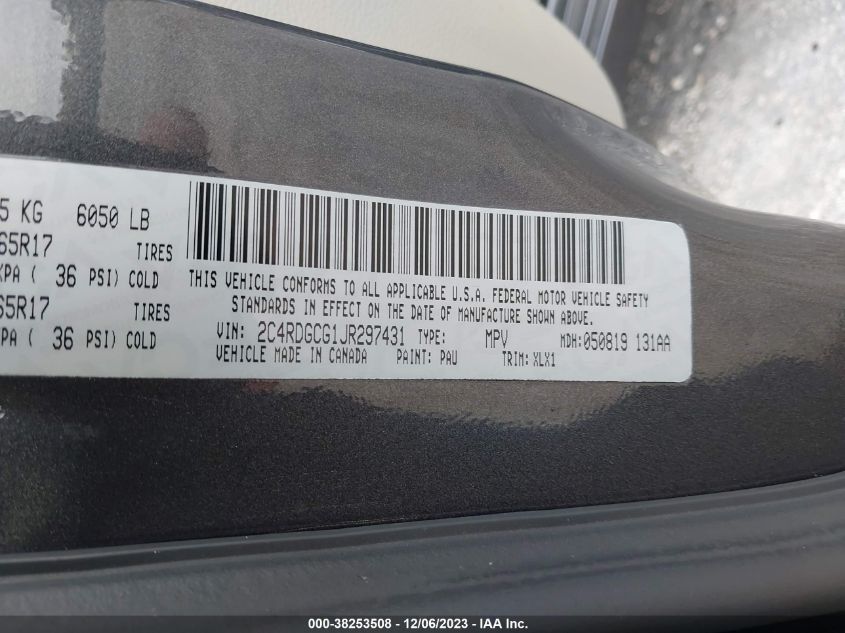 5 KG 6050 LB
65R17 TIRES
KPA ( 36 PSI) COLD
65R17 TIRES
KPA ( 36 PSI) COLD
THIS VEHICLE CONFORMS TO ALL APPLICABLE U.S.A. FEDERAL MOTOR VEHICLE SAFETY
STANDARDS IN EFFECT ON THE DATE OF MANUFACTURE SHOWN ABOVE.
VIN: 2C4RDGCG1JR297431 TYPE: MPV MDH:050819 131AA
VEHICLE MADE IN CANADA PAINT: PAU TRIM: XLX1
000-38253508 - 12/06/2023 - IAA Inc.